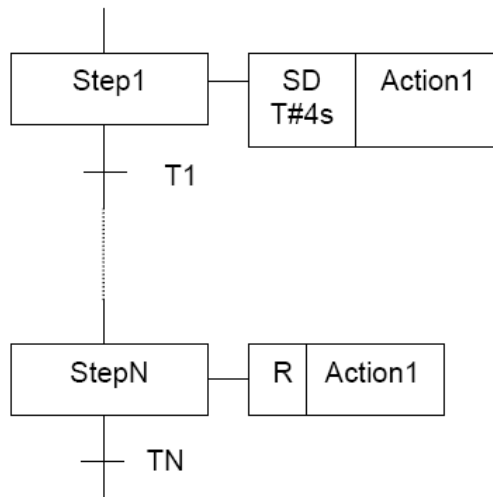 Step1
SD
T#4s
Action1
T1
StepN
R
Action1
TN